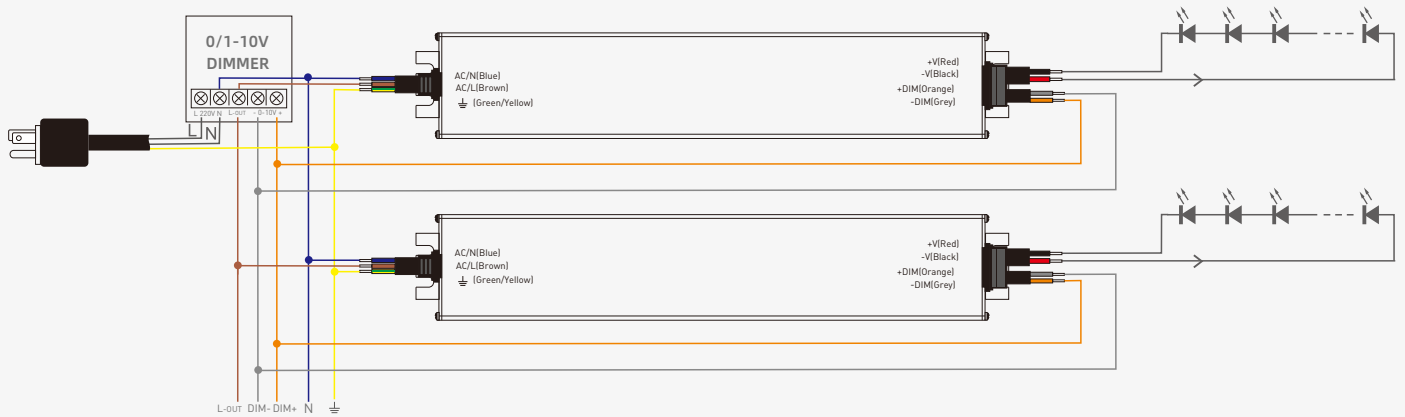 0/1-10V
DIMMER
L 220V N L-OUT - 0-10V +
L N
AC/N(Blue)
AC/L(Brown)
(Green/Yellow)
+V(Red)
-V(Black)
+DIM(Orange)
-DIM(Grey)
AC/N(Blue)
AC/L(Brown)
(Green/Yellow)
+V(Red)
-V(Black)
+DIM(Orange)
-DIM(Grey)
L-OUT DIM- DIM+ N